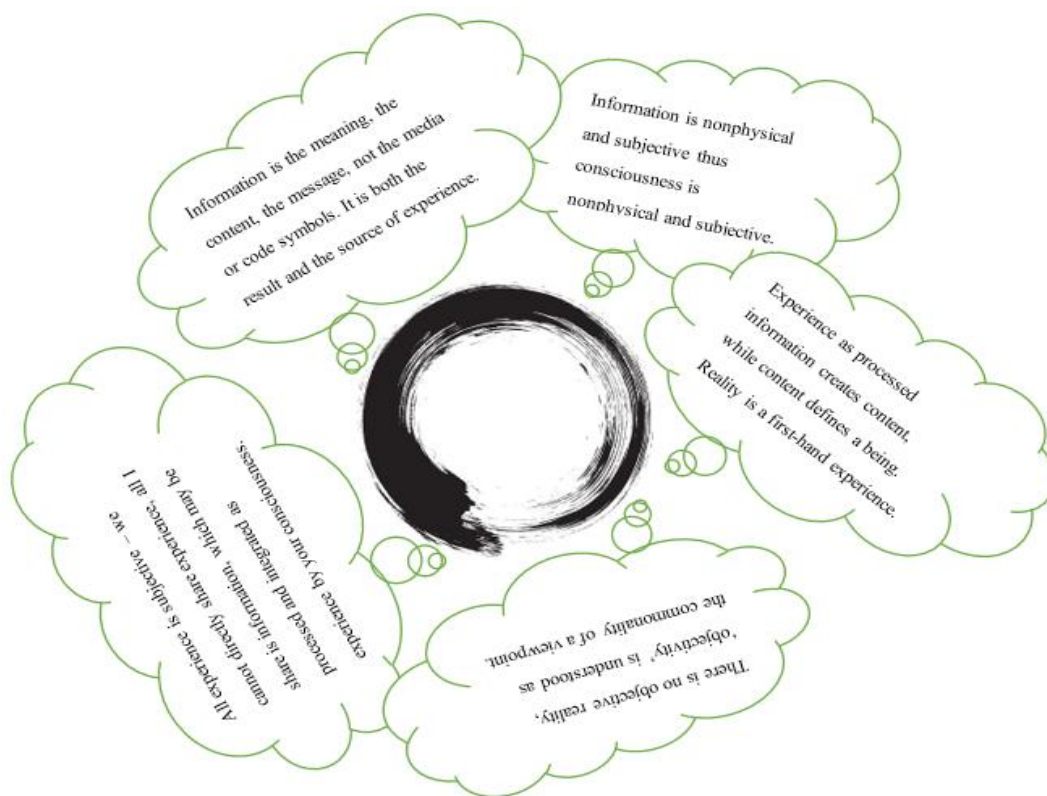 Information is the meaning, the
content, the message, not the media
or code symbols. It is both the
result and the source of experience.
Information is nonphysical
and subjective thus
consciousness is
nonphysical and subjective.
Experience as processed
information creates content,
while content defines a being.
Reality is a first-hand experience.
There is no objective reality,
‘objectivity’ is understood as
the commonality of a viewpoint.
All experience is subjective – we
cannot directly share experience, all I
share is information, which may be
processed and integrated as
experience by your consciousness.